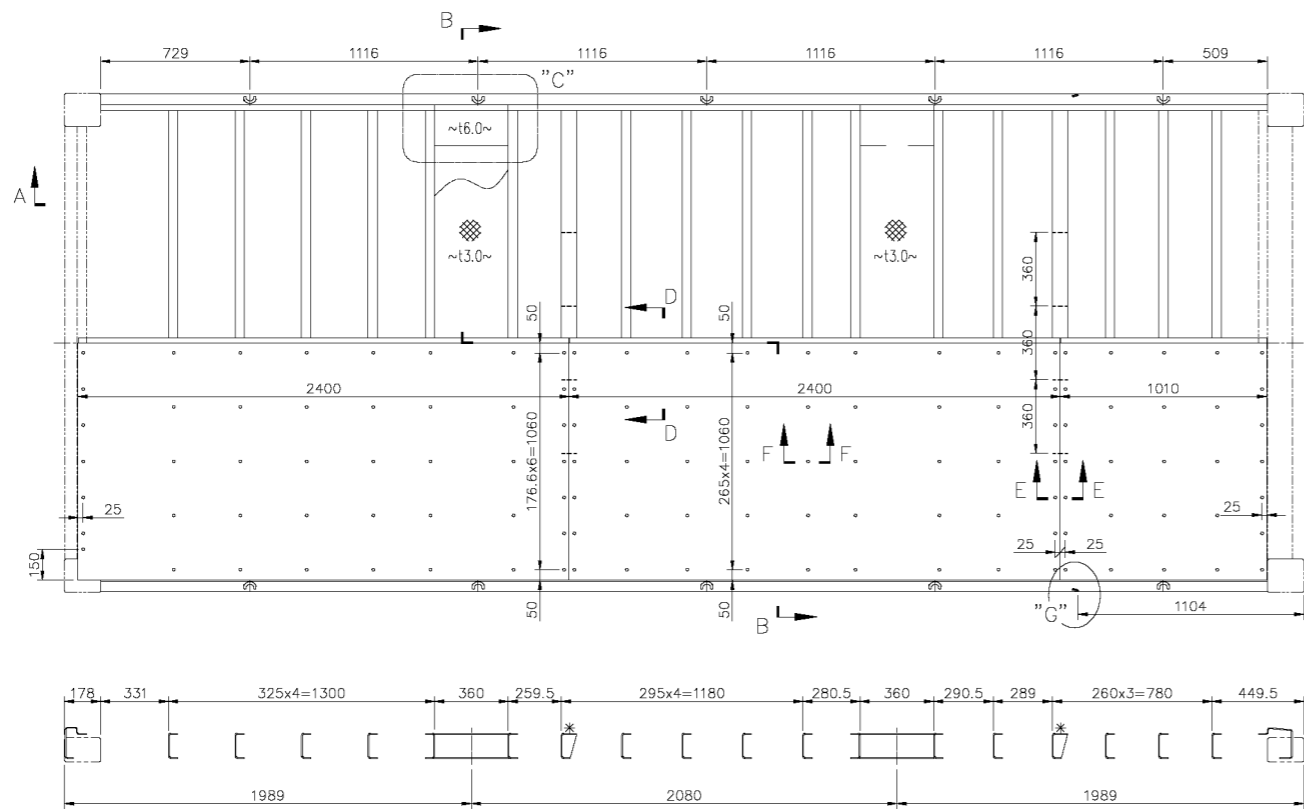 B
729 1116 1116 1116 1116 509
"C"
~t6.0~
A
~t3.0~ ~t3.0~
360
D
50 50
360
2400 2400 1010
360
D
176.6x6=1060 265x4=1060
F F
E E
25 25
25 25
150
50 50
B
"G"
1104
178 331 325x4=1300 360 259.5 295x4=1180 280.5 360 290.5 289 260x3=780 449.5
* *
1989 2080 1989